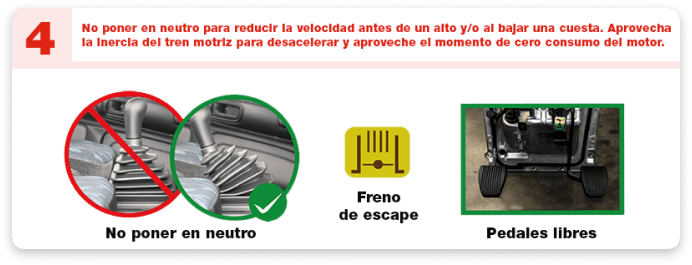 4
No poner en neutro para reducir la velocidad antes de un alto y/o al bajar una cuesta. Aprovecha
la inercia del tren motriz para desacelerar y aproveche el momento de cero consumo del motor.
No poner en neutro
Freno
de escape
Pedales libres